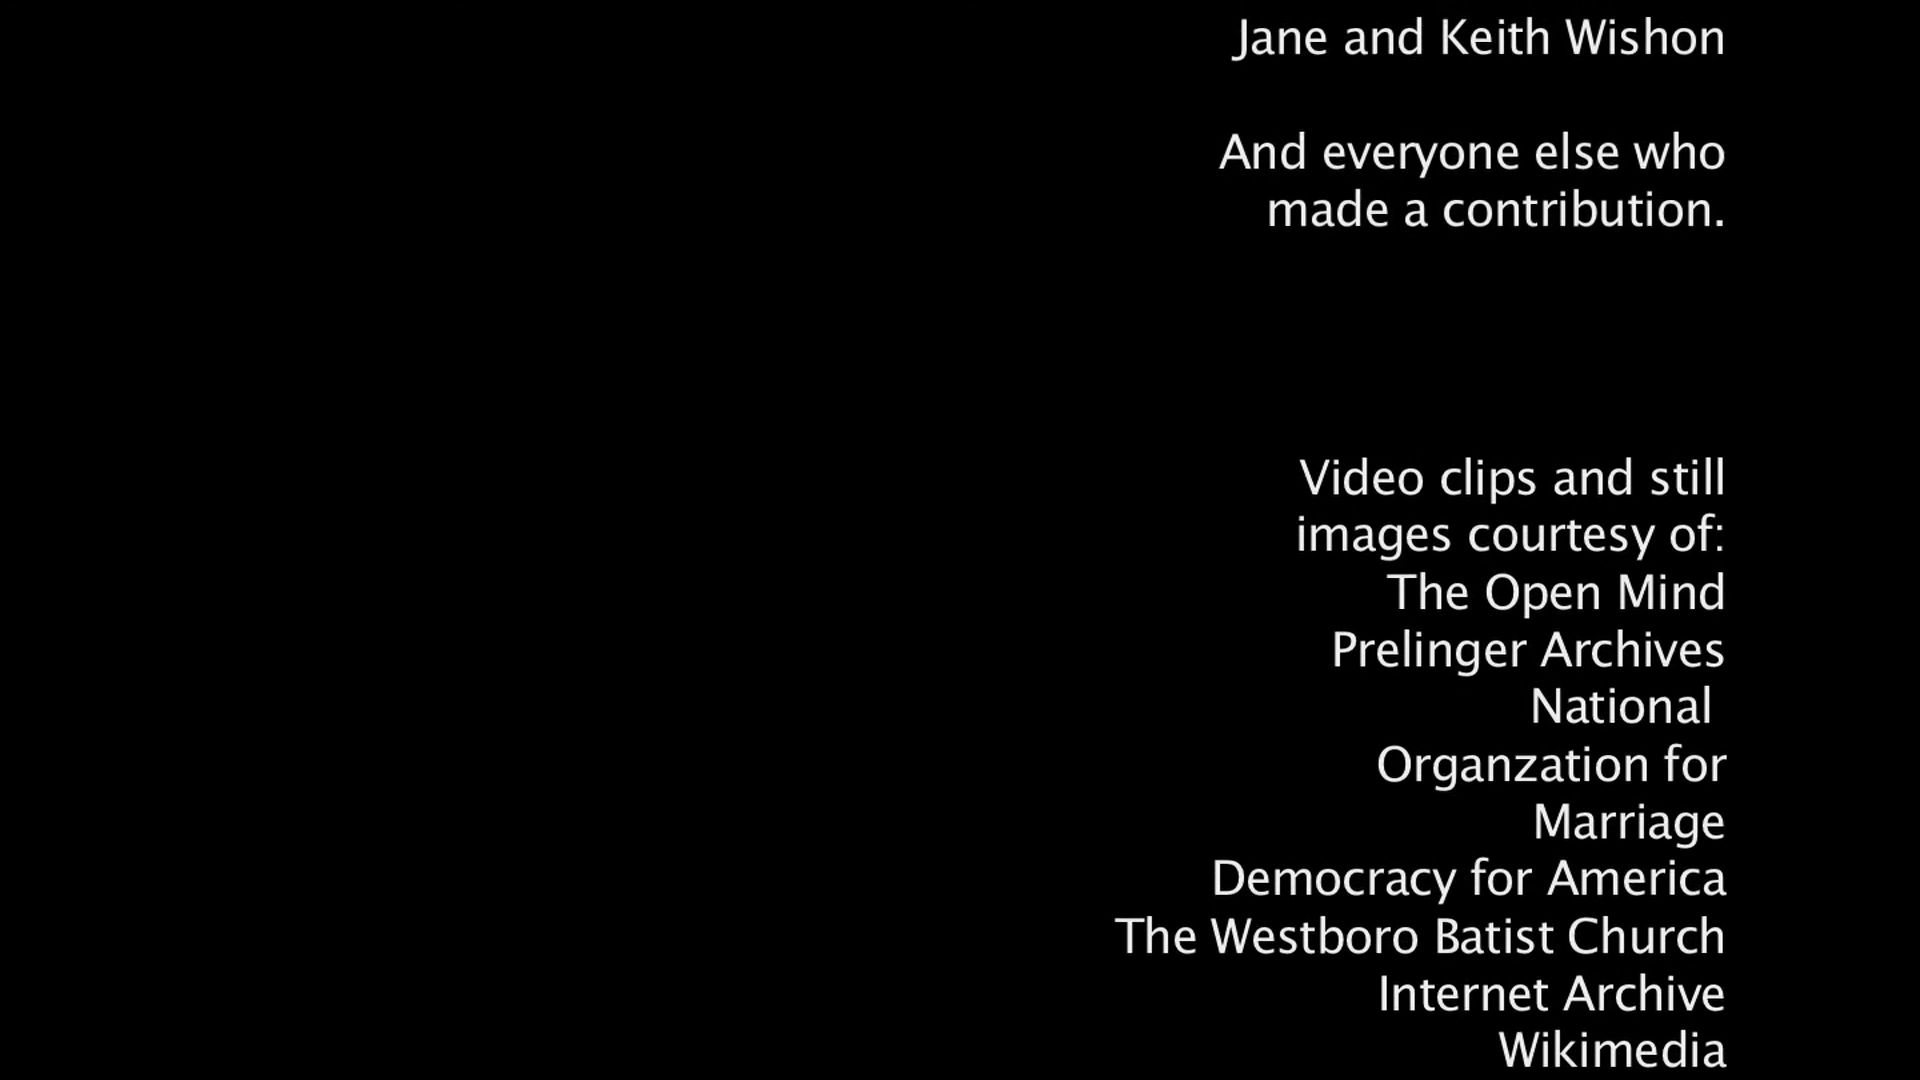 Jane and Keith Wishon
And everyone else who
made a contribution.
Video clips and still
images courtesy of:
The Open Mind
Prelinger Archives
National
Organzation for
Marriage
Democracy for America
The Westboro Batist Church
Internet Archive
Wikimedia